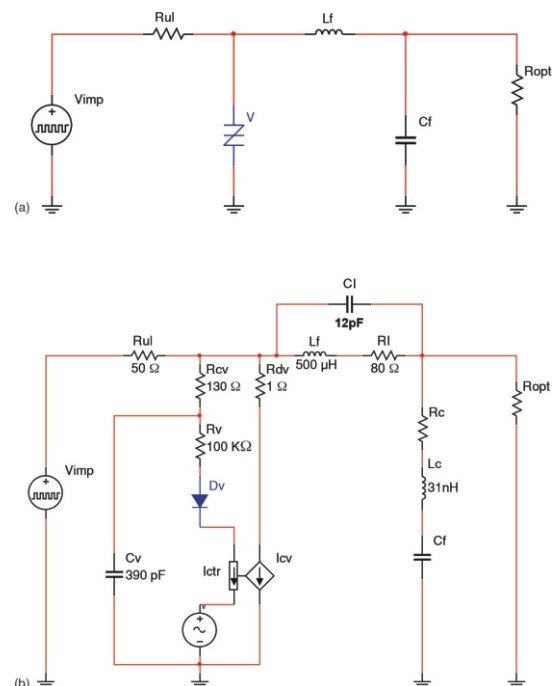 Rul
Lf
Vimp
V
Cf
Ropt
(a)
Cl
12pF
Rul
50 Ω
Rcv
130 Ω
Rdv
1 Ω
Lf
500 µH
Rl
80 Ω
Ropt
Rv
100 KΩ
Rc
Vimp
Dv
Lc
31nH
Cv
390 pF
Ictr
Icv
Cf
(b)